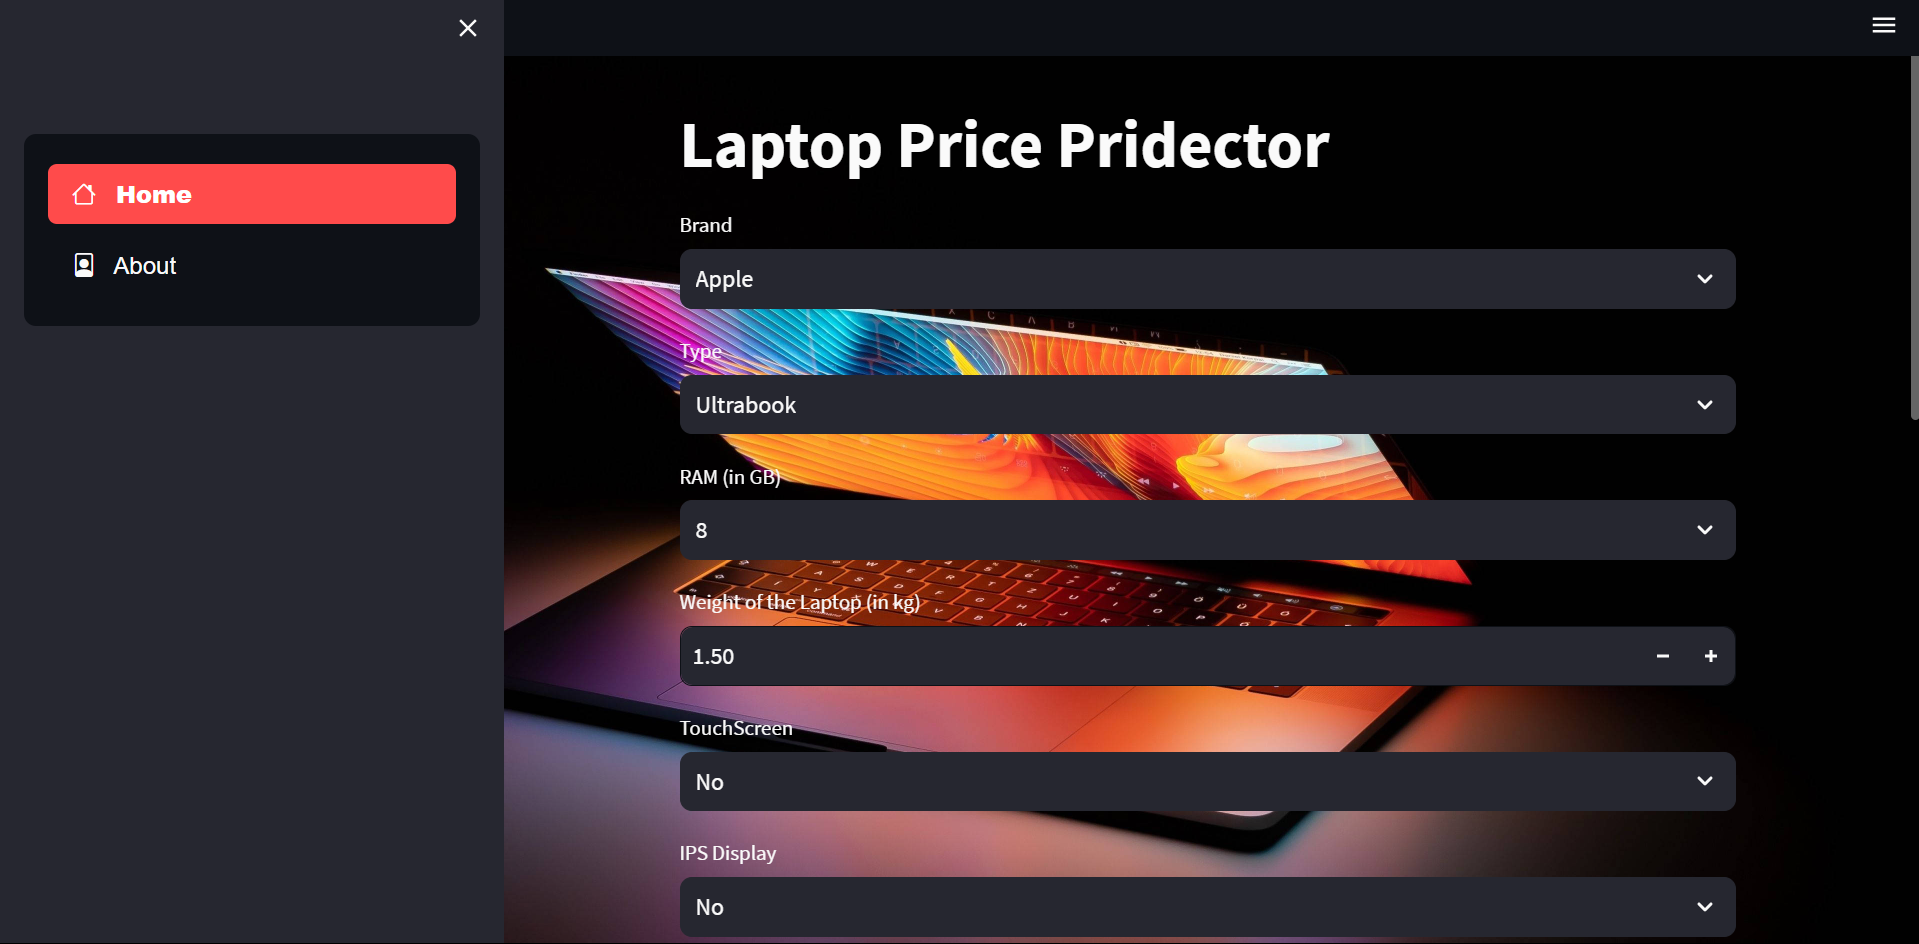 Home
About
Laptop Price Pridector
Brand
Apple
Type
Ultrabook
RAM (in GB)
8
Weight of the Laptop (in kg)
1.50
TouchScreen
No
IPS Display
No